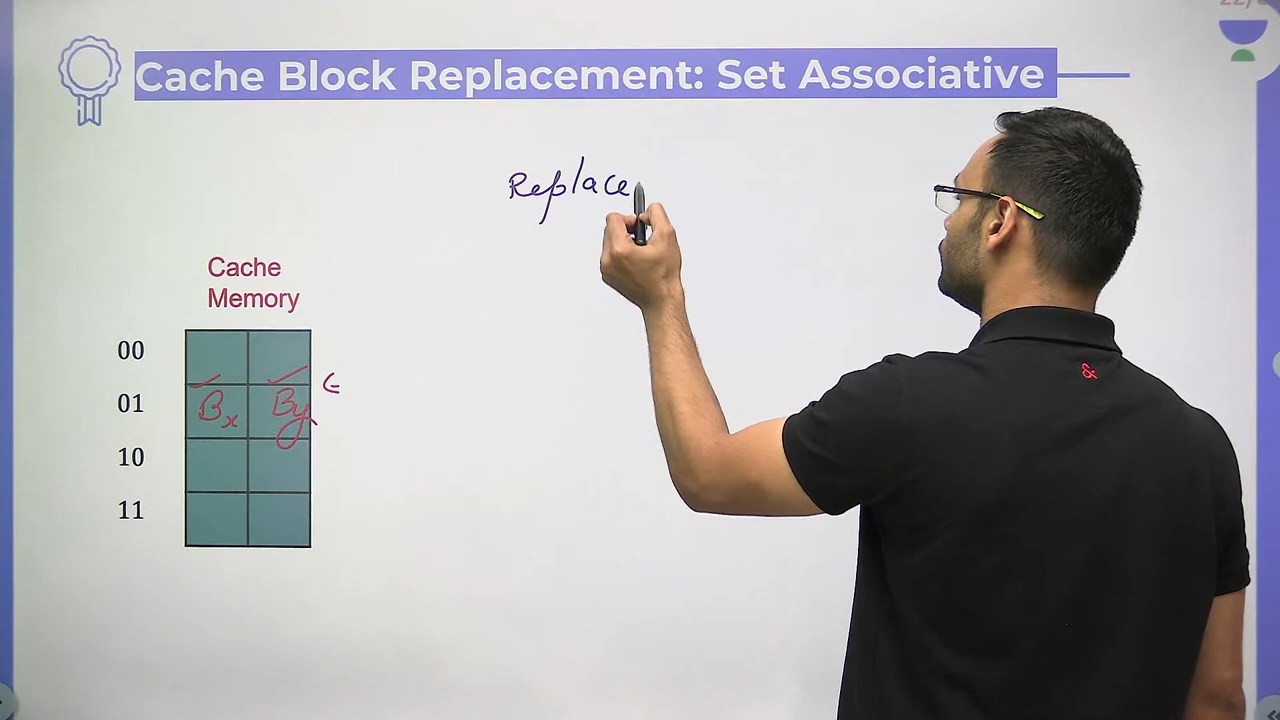 Cache Block Replacement: Set Associative
Replace
Cache
Memory
00
01 Bx By
10
11
&